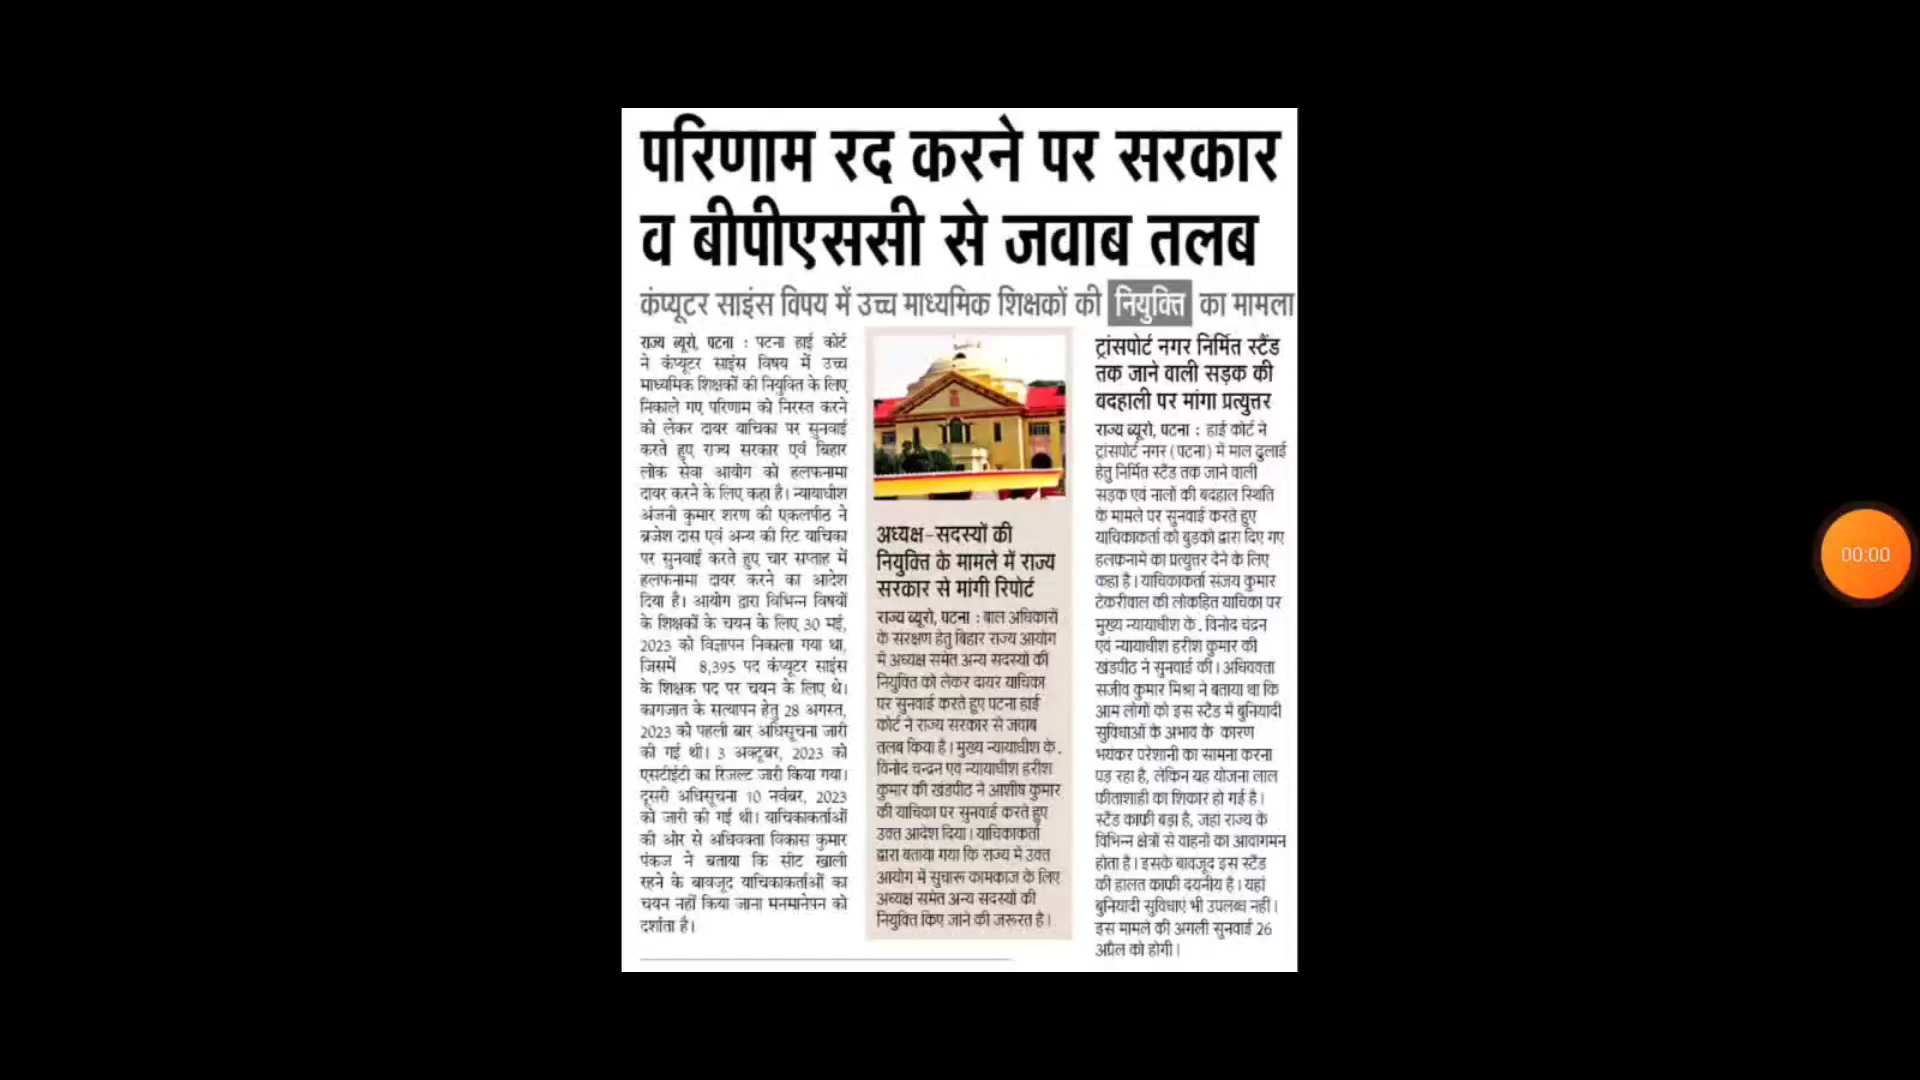 परिणाम रद करने पर सरकार
व बीपीएससी से जवाब तलब
कंप्यूटर साइंस विषय में उच्च माध्यमिक शिक्षकों की नियुक्ति का मामला
राज्य ब्यूरो, पटना : पटना हाई कोर्ट
ने कंप्यूटर साइंस विषय में उच्च
माध्यमिक शिक्षकों की नियुक्ति के लिए
निकाले गए परिणाम को निरस्त करने
को लेकर दायर याचिका पर सुनवाई
करते हुए राज्य सरकार एवं बिहार
लोक सेवा आयोग को हलफनामा
दायर करने के लिए कहा है। न्यायाधीश
अंजनी कुमार शरण की एकलपीठ ने
ब्रजेश दास एवं अन्य की रिट याचिका
पर सुनवाई करते हुए चार सप्ताह में
हलफनामा दायर करने का आदेश
दिया है। आयोग द्वारा विभिन्न विषयों
के शिक्षकों के चयन के लिए 30 मई,
2023 को विज्ञापन निकाला गया था,
जिसमें 8,395 पद कंप्यूटर साइंस
के शिक्षक पद पर चयन के लिए थे।
कागजात के सत्यापन हेतु 28 अगस्त,
2023 को पहली बार अधिसूचना जारी
की गई थी। 3 अक्टूबर, 2023 को
एसटीईटी का रिजल्ट जारी किया गया।
दूसरी अधिसूचना 10 नवंबर, 2023
को जारी की गई थी। याचिकाकर्ताओं
की ओर से अधिवक्ता विकास कुमार
पंकज ने बताया कि सीट खाली
रहने के बावजूद याचिकाकर्ताओं का
चयन नहीं किया जाना मनमानेपन को
दर्शाता है।
अध्यक्ष-सदस्यों की
नियुक्ति के मामले में राज्य
सरकार से मांगी रिपोर्ट
राज्य ब्यूरो, पटना : बाल अधिकारों
के संरक्षण हेतु बिहार राज्य आयोग
में अध्यक्ष समेत अन्य सदस्यों की
नियुक्ति को लेकर दायर याचिका
पर सुनवाई करते हुए पटना हाई
कोर्ट ने राज्य सरकार से जवाब
तलब किया है। मुख्य न्यायाधीश के.
विनोद चन्द्रन एवं न्यायाधीश हरीश
कुमार की खंडपीठ ने आशीष कुमार
की याचिका पर सुनवाई करते हुए
उक्त आदेश दिया। याचिकाकर्ता
द्वारा बताया गया कि राज्य में उक्त
आयोग में सुचारू कामकाज के लिए
अध्यक्ष समेत अन्य सदस्यों की
नियुक्ति किए जाने की जरूरत है।
ट्रांसपोर्ट नगर निर्मित स्टैंड
तक जाने वाली सड़क की
बदहाली पर मांगा प्रत्युत्तर
राज्य ब्यूरो, पटना : हाई कोर्ट ने
ट्रांसपोर्ट नगर (पटना) में माल ढुलाई
हेतु निर्मित स्टैंड तक जाने वाली
सड़क एवं नालों की बदहाल स्थिति
के मामले पर सुनवाई करते हुए
याचिकाकर्ता को बुडको द्वारा दिए गए
हलफनामे का प्रत्युत्तर देने के लिए
कहा है। याचिकाकर्ता संजय कुमार
टेकरीवाल की लोकहित याचिका पर
मुख्य न्यायाधीश के. विनोद चंद्रन
एवं न्यायाधीश हरीश कुमार की
खंडपीठ ने सुनवाई की। अधिवक्ता
संजीव कुमार मिश्रा ने बताया था कि
आम लोगों को इस स्टैंड में बुनियादी
सुविधाओं के अभाव के कारण
भयंकर परेशानी का सामना करना
पड़ रहा है, लेकिन यह योजना लाल
फीताशाही का शिकार हो गई है।
स्टैंड काफी बड़ा है, जहां राज्य के
विभिन्न क्षेत्रों से वाहनों का आवागमन
होता है। इसके बावजूद इस स्टैंड
की हालत काफी दयनीय है। यहां
बुनियादी सुविधाएं भी उपलब्ध नहीं।
इस मामले की अगली सुनवाई 26
अप्रैल को होगी।
00:00